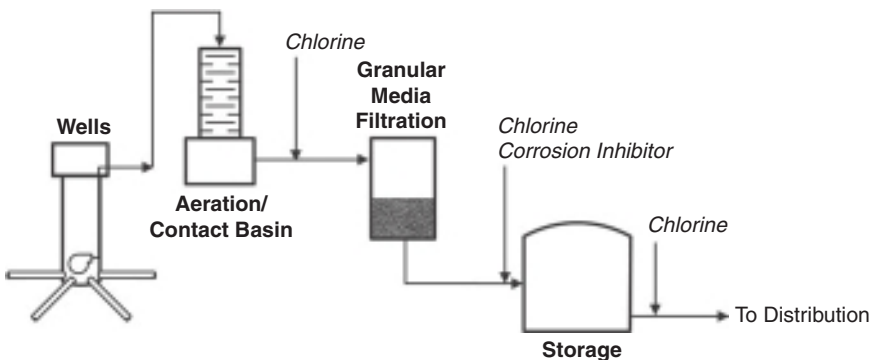 Chlorine
Granular
Media
Filtration
Wells
Chlorine
Corrosion Inhibitor
Aeration/
Contact Basin
Chlorine
To Distribution
Storage